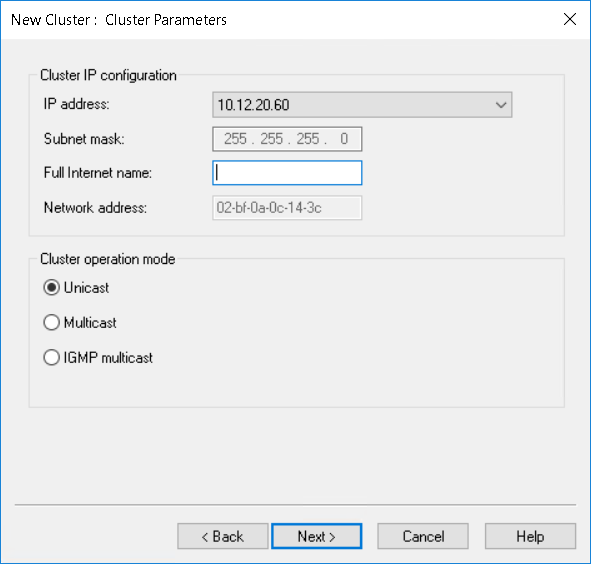 New Cluster : Cluster Parameters
Cluster IP configuration
IP address: 10.12.20.60
Subnet mask: 255 . 255 . 255 . 0
Full Internet name:
Network address: 02-bf-0a-0c-14-3c
Cluster operation mode
Unicast
Multicast
IGMP multicast
< Back Next > Cancel Help